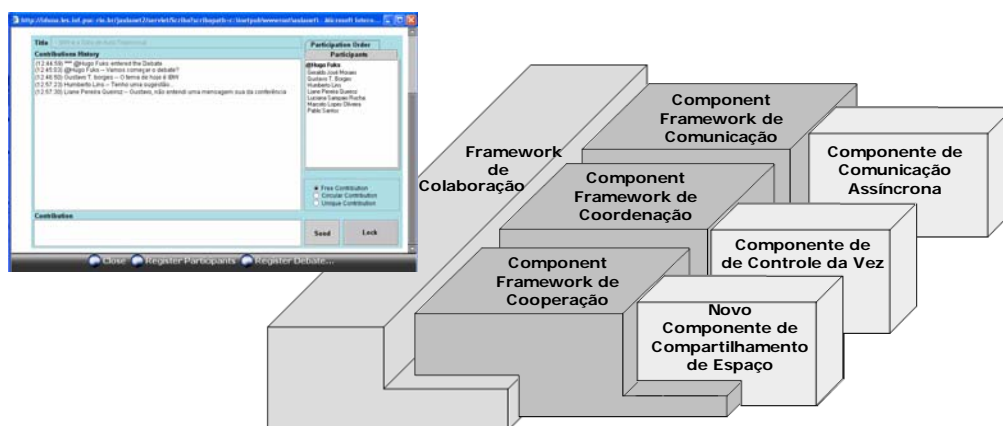 Title
Contributions History
(12:44:59) *** @Hugo Fuks entered the Debate
(12:45:03) @Hugo Fuks -- Vamos começar o debate?
(12:48:50) Gustavo T. borges -- O tema de hoje é IBW
(12:57:23) Humberto Lins -- Tenho uma sugestão...
(12:57:30) Liane Pereira Queiroz -- Gustavo, não entendi uma mensagem sua da conferência
Participation Order
Participants
@Hugo Fuks
Geraldo José Moraes
Gustavo T. Borges
Humberto Lins
Liane Pereira Queiroz
Luciana Sampaio Rocha
Marcelo Lopes Oliveira
Pablo Santos
Free Contribution
Circular Contribution
Unique Contribution
Contribution
Send
Lock
Close
Register Participants
Register Debate...
Framework
de
Colaboração
Component
Framework de
Comunicação
Componente de
Comunicação
Assíncrona
Component
Framework de
Coordenação
Componente de
de Controle da Vez
Component
Framework de
Cooperação
Novo
Componente de
Compartilhamento
de Espaço